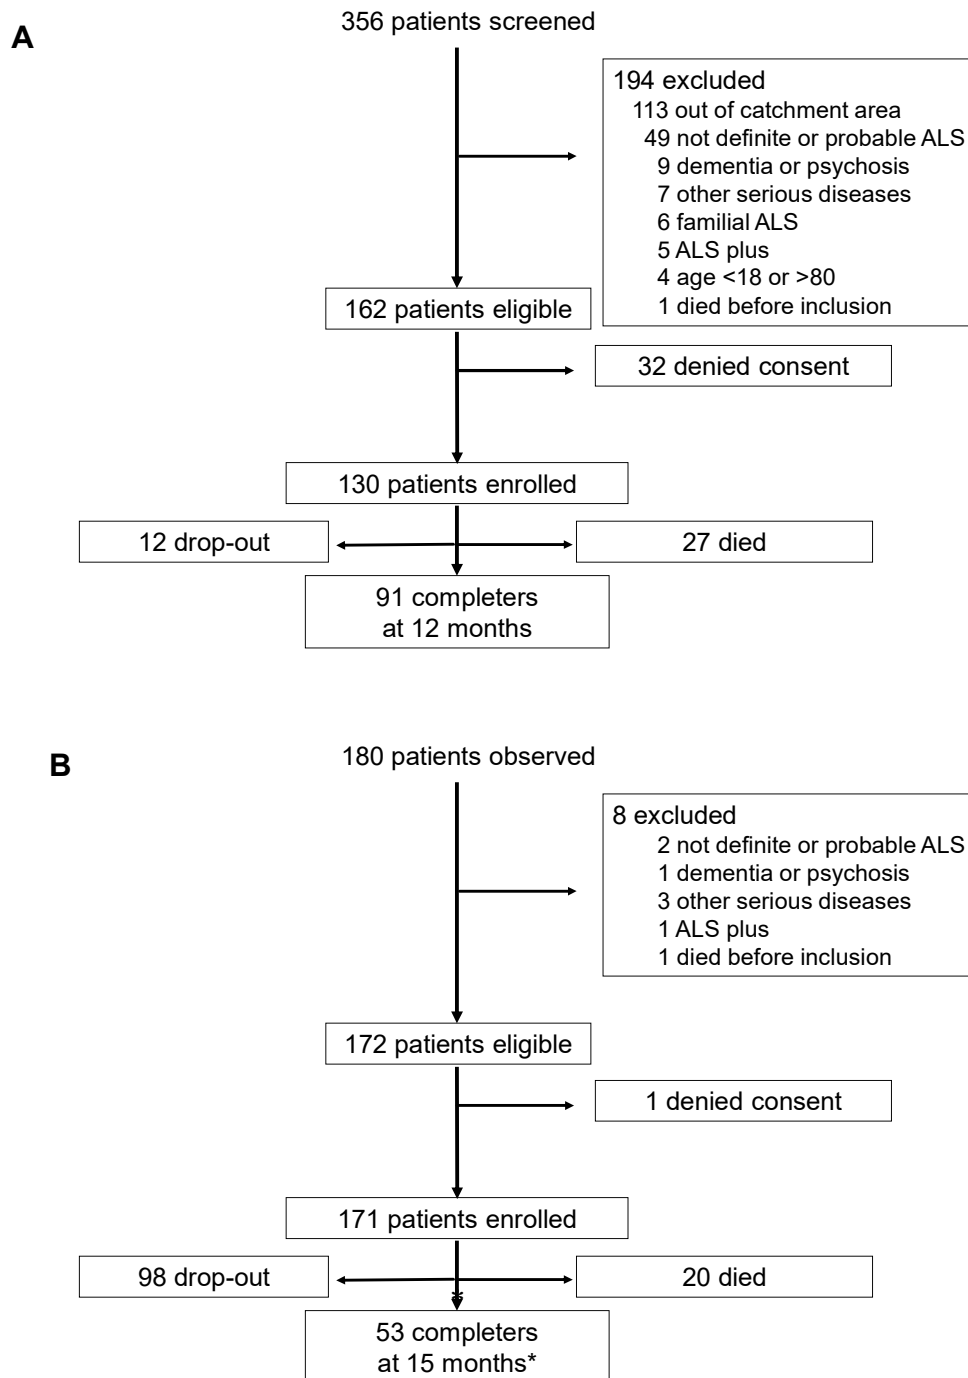 A
356 patients screened
194 excluded
113 out of catchment area
49 not definite or probable ALS
9 dementia or psychosis
7 other serious diseases
6 familial ALS
5 ALS plus
4 age <18 or >80
1 died before inclusion
162 patients eligible
32 denied consent
130 patients enrolled
12 drop-out
27 died
91 completers
at 12 months
B
180 patients observed
8 excluded
2 not definite or probable ALS
1 dementia or psychosis
3 other serious diseases
1 ALS plus
1 died before inclusion
172 patients eligible
1 denied consent
171 patients enrolled
98 drop-out
20 died
53 completers
at 15 months*